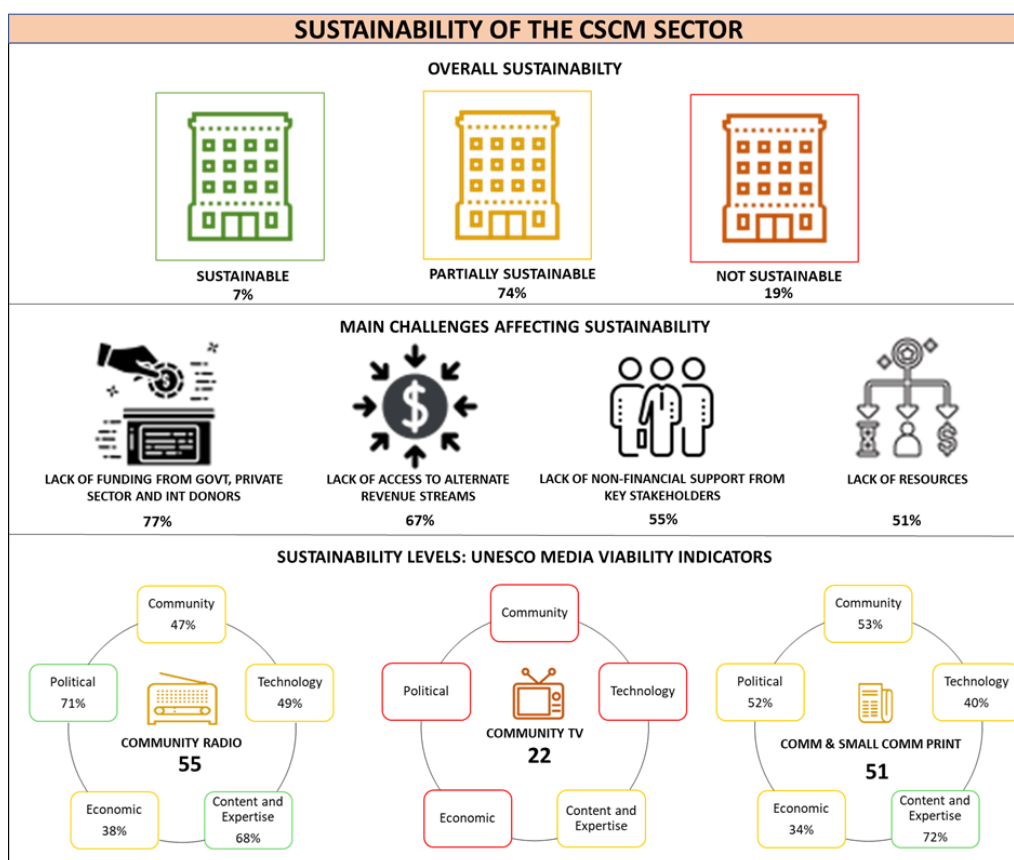 SUSTAINABILITY OF THE CSCM SECTOR
OVERALL SUSTAINABILTY
SUSTAINABLE
7%
PARTIALLY SUSTAINABLE
74%
NOT SUSTAINABLE
19%
MAIN CHALLENGES AFFECTING SUSTAINABILITY
LACK OF FUNDING FROM GOVT, PRIVATE
SECTOR AND INT DONORS
77%
LACK OF ACCESS TO ALTERNATE
REVENUE STREAMS
67%
LACK OF NON-FINANCIAL SUPPORT FROM
KEY STAKEHOLDERS
55%
LACK OF RESOURCES
51%
SUSTAINABILITY LEVELS: UNESCO MEDIA VIABILITY INDICATORS
Community
47%
Political
71%
Technology
49%
COMMUNITY RADIO
55
Economic
38%
Content and
Expertise
68%
Community
Political
Technology
COMMUNITY TV
22
Economic
Content and
Expertise
Community
53%
Political
52%
Technology
40%
COMM & SMALL COMM PRINT
51
Economic
34%
Content and
Expertise
72%